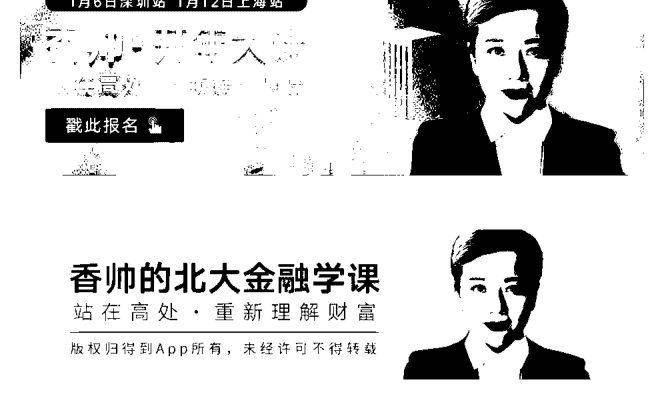 1月6日深圳站 1月12日上海站
戳此报名
香帅的北大金融学课
站在高处·重新理解财富
版权归得到App所有，未经许可不得转载